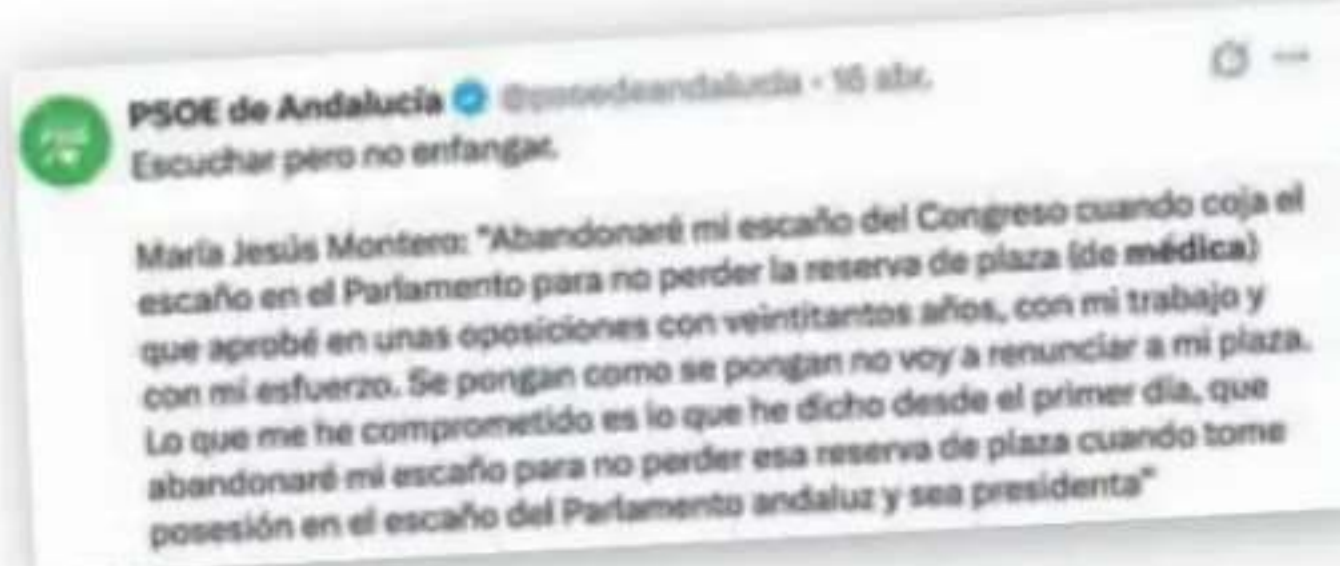 PSOE de Andalucía @psoedeandalucia · 16 abr.
Escuchar pero no enfangar.
María Jesús Montero: "Abandonaré mi escaño del Congreso cuando coja el
escaño en el Parlamento para no perder la reserva de plaza (de médica)
que aprobé en unas oposiciones con veintitantos años, con mi trabajo y
con mi esfuerzo. Se pongan como se pongan no voy a renunciar a mi plaza.
Lo que me he comprometido es lo que he dicho desde el primer día, que
abandonaré mi escaño para no perder esa reserva de plaza cuando tome
posesión en el escaño del Parlamento andaluz y sea presidenta"